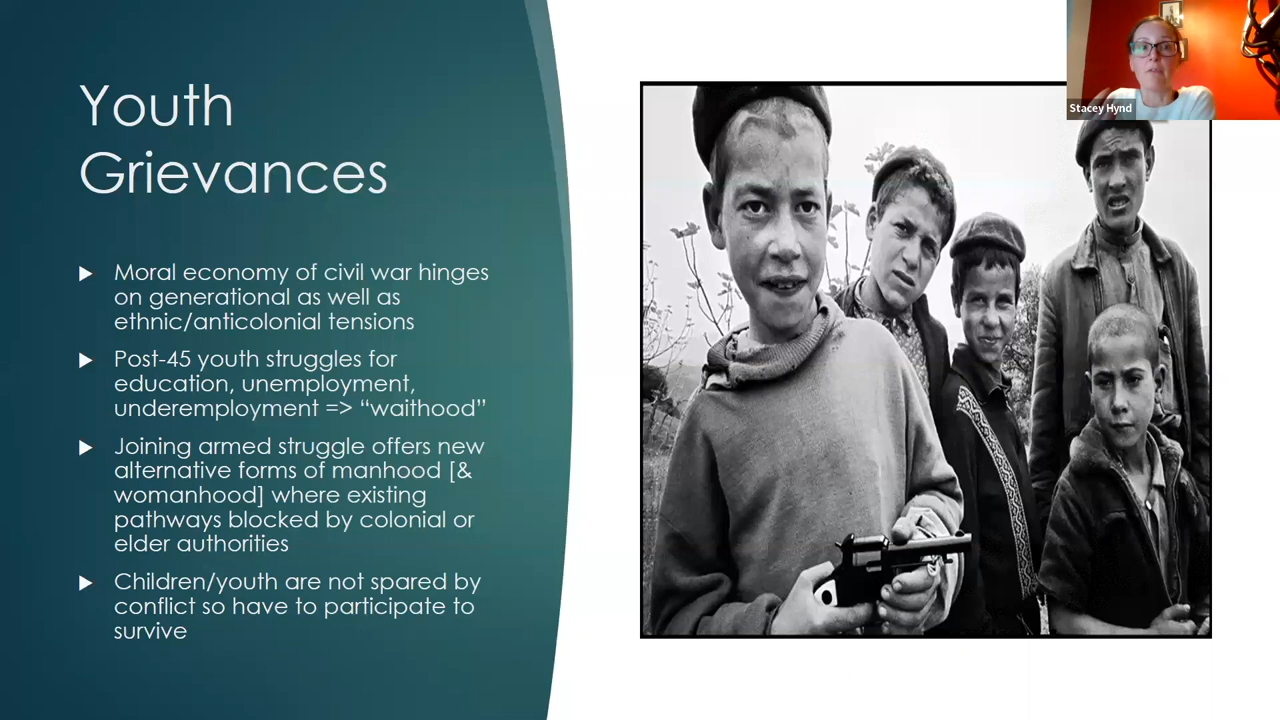 Youth
Grievances
Moral economy of civil war hinges
on generational as well as
ethnic/anticolonial tensions
Post-45 youth struggles for
education, unemployment,
underemployment => “waithood”
Joining armed struggle offers new
alternative forms of manhood [&
womanhood] where existing
pathways blocked by colonial or
elder authorities
Children/youth are not spared by
conflict so have to participate to
survive
Stacey Hynd